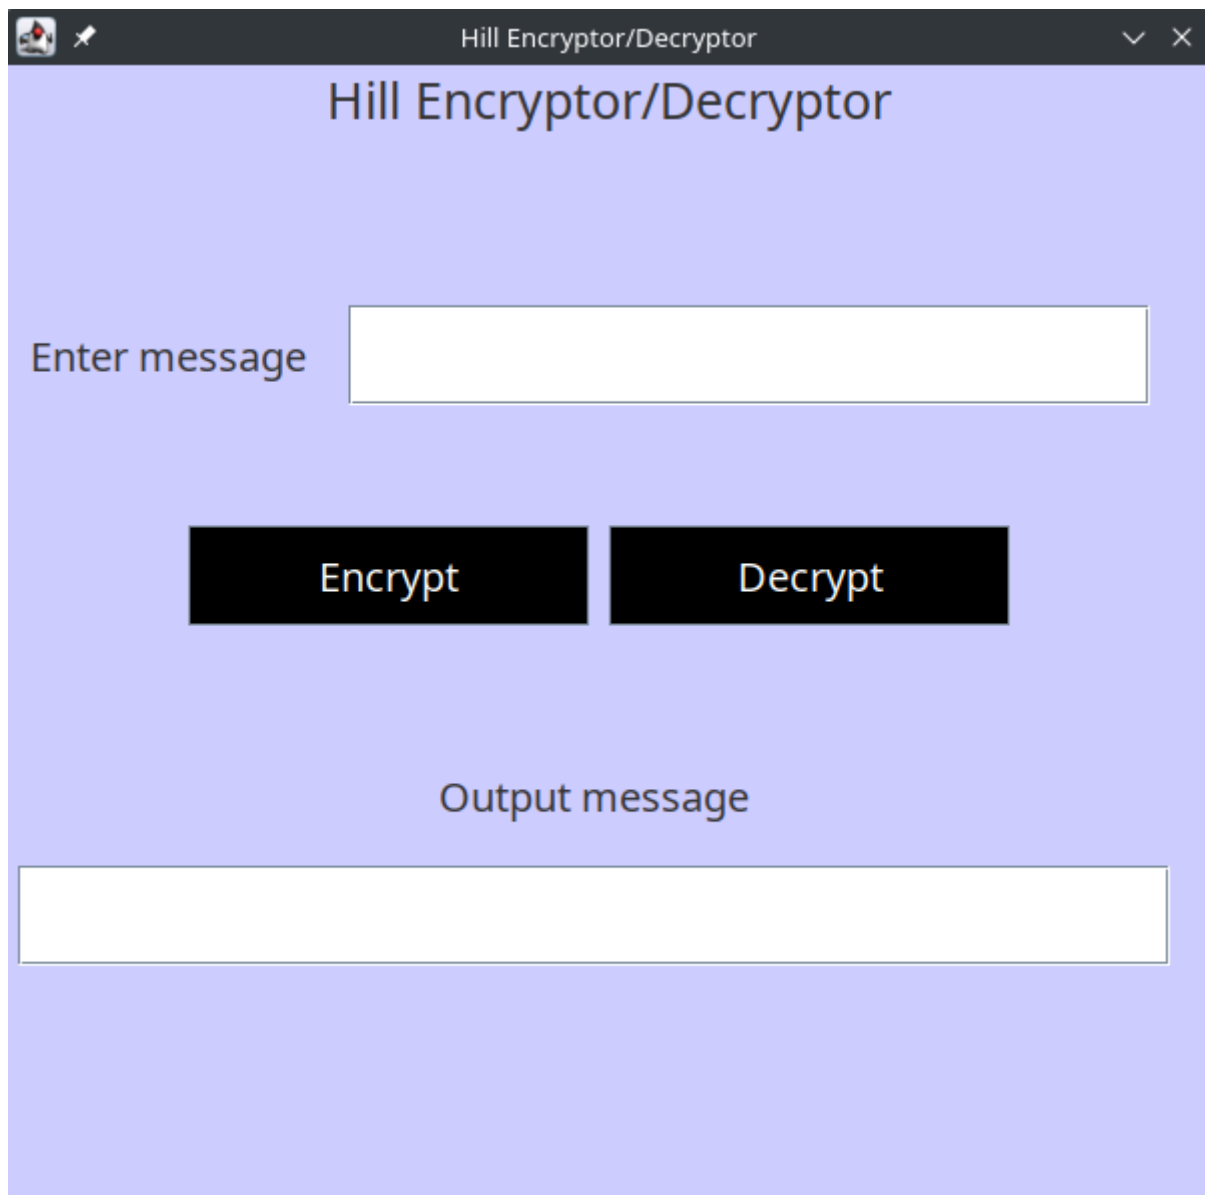 Hill Encryptor/Decryptor
Hill Encryptor/Decryptor
Enter message
Encrypt
Decrypt
Output message